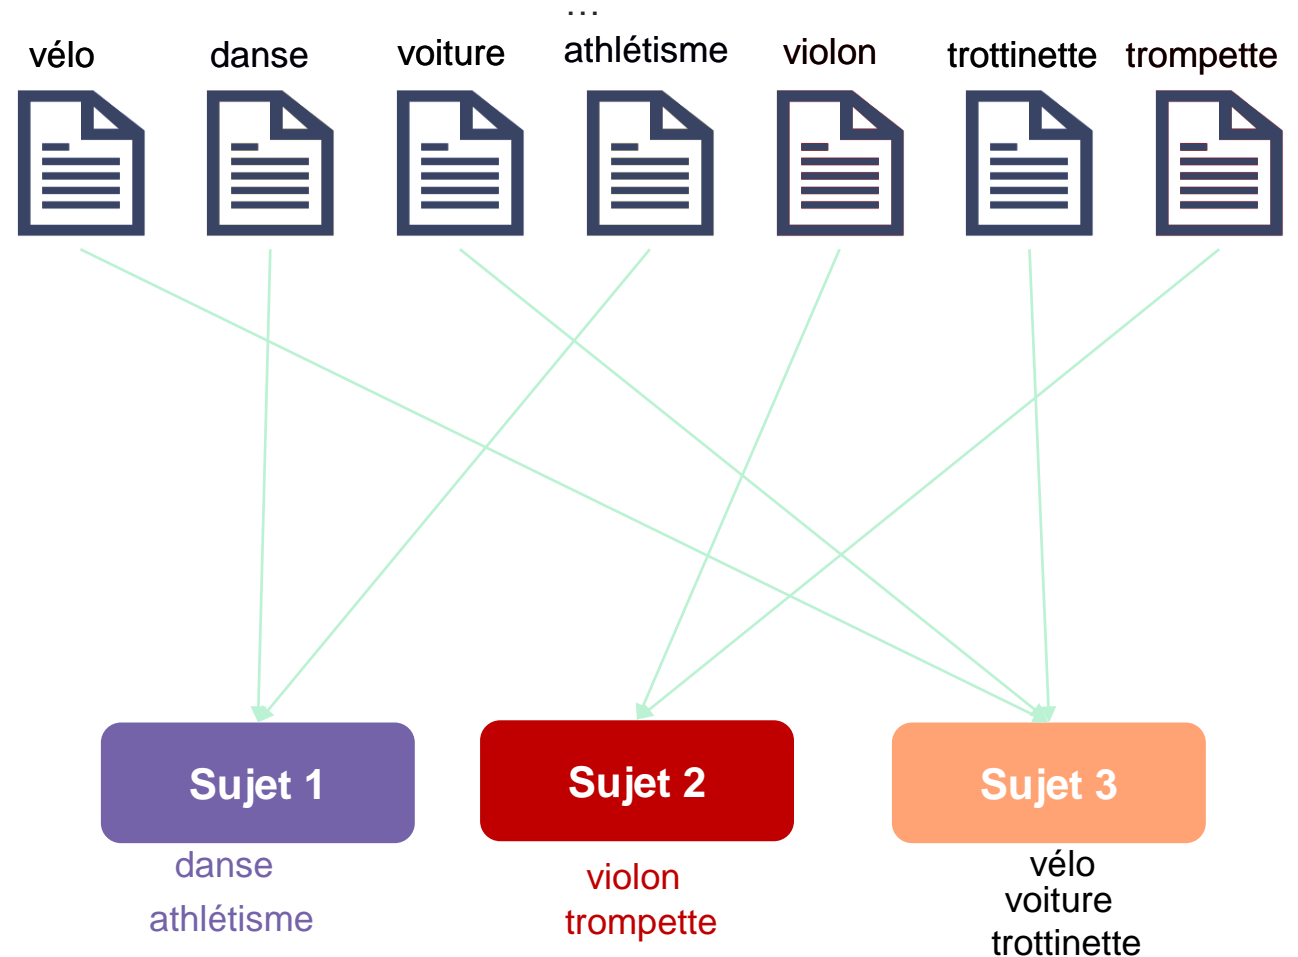 …
vélo
danse
voiture
athlétisme
violon
trottinette
trompette
Sujet 1
Sujet 2
Sujet 3
danse
athlétisme
violon
trompette
vélo
voiture
trottinette